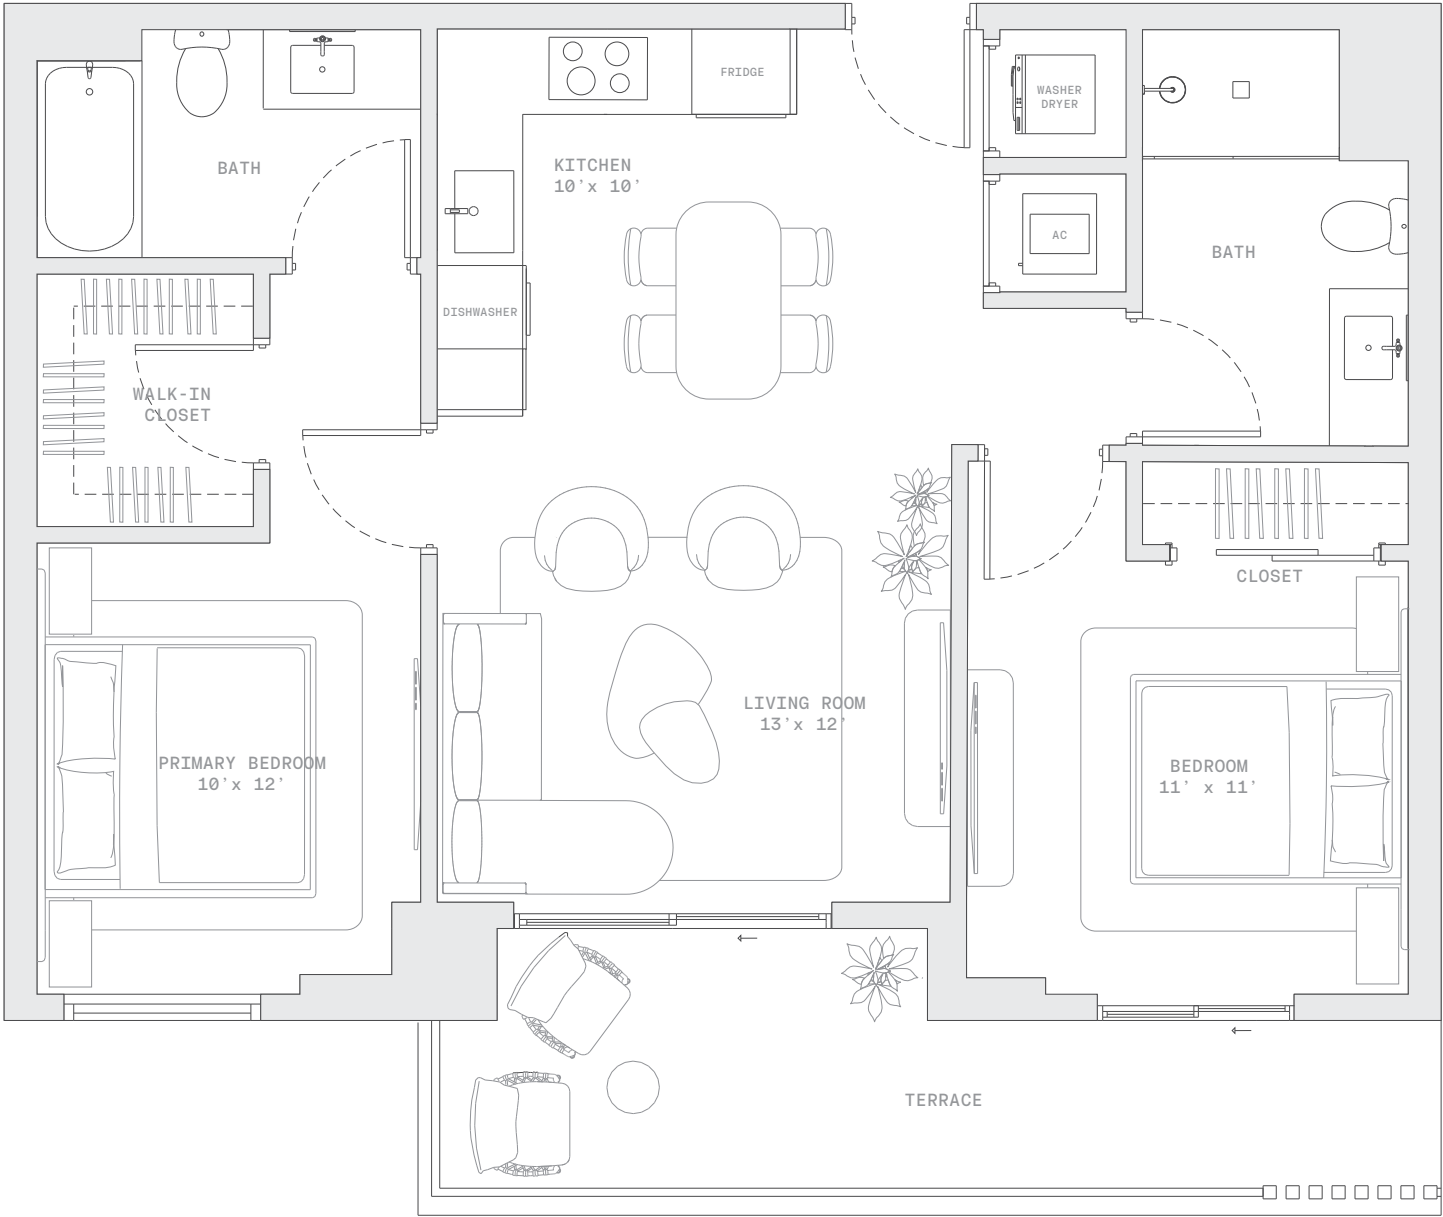 FRIDGE
WASHER
DRYER
BATH
KITCHEN
10'x 10'
AC
BATH
DISHWASHER
WALK-IN
CLOSET
CLOSET
LIVING ROOM
13'x 12'
PRIMARY BEDROOM
10'x 12'
BEDROOM
11' x 11'
TERRACE